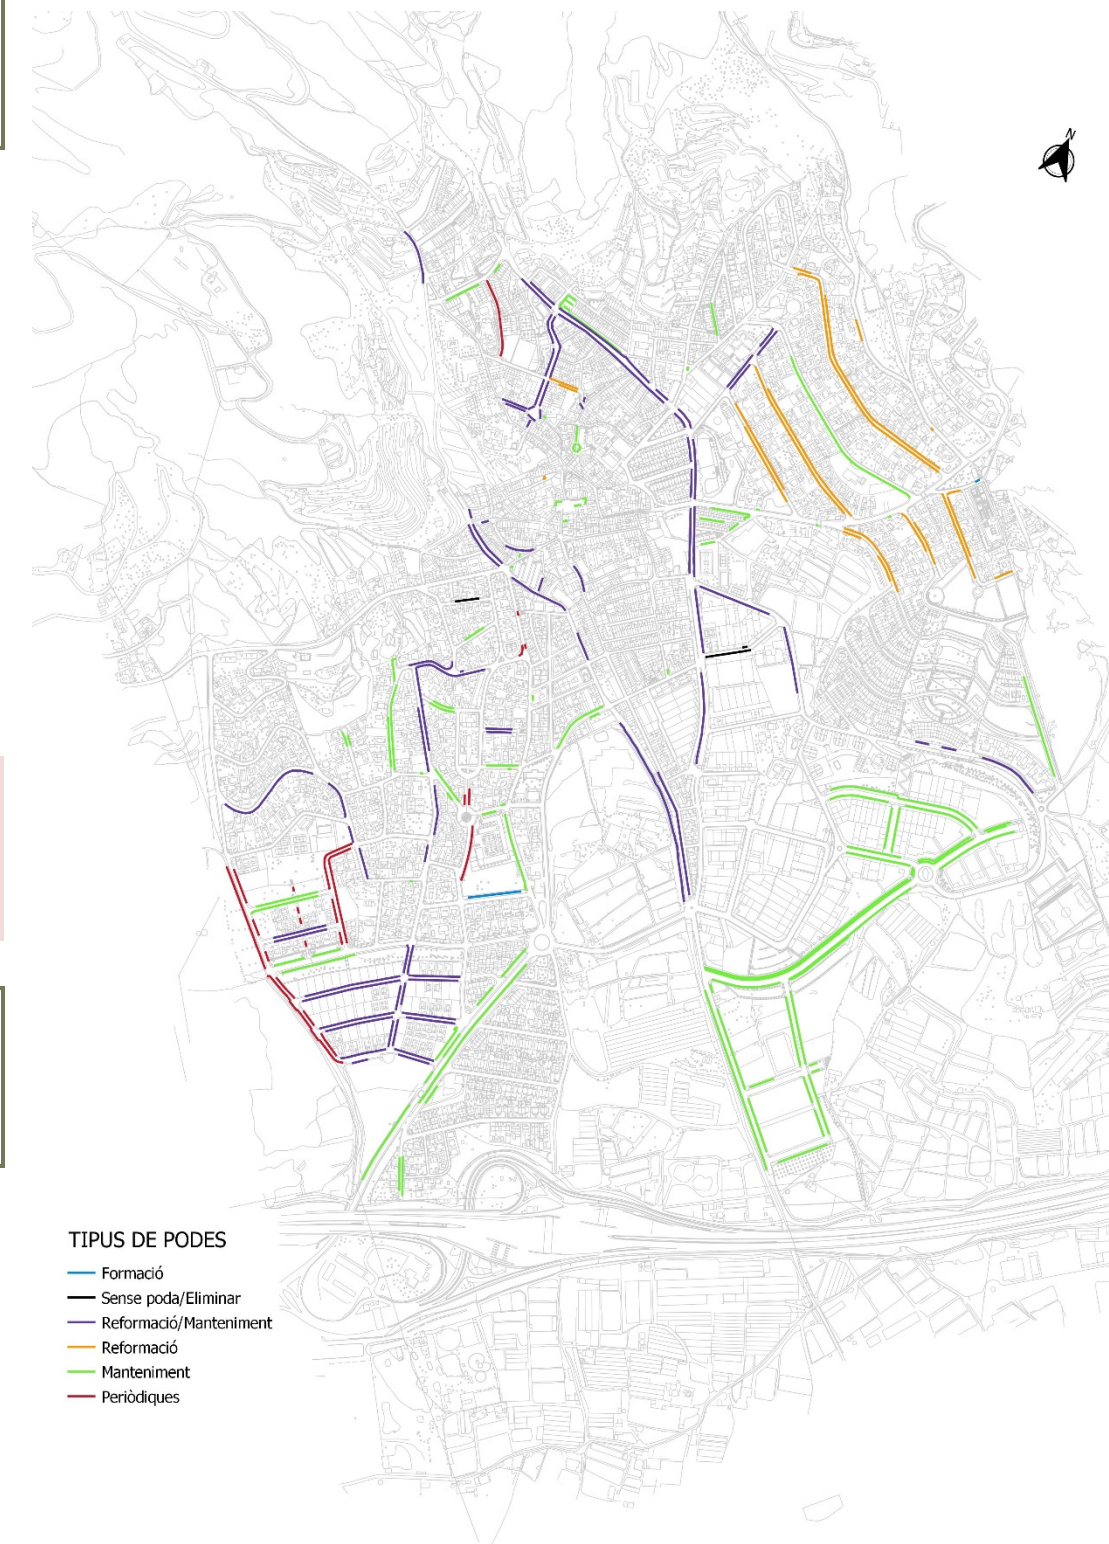 N
TIPUS DE PODES
Formació
Sense poda/Eliminar
Reformació/Manteniment
Reformació
Manteniment
Periòdiques